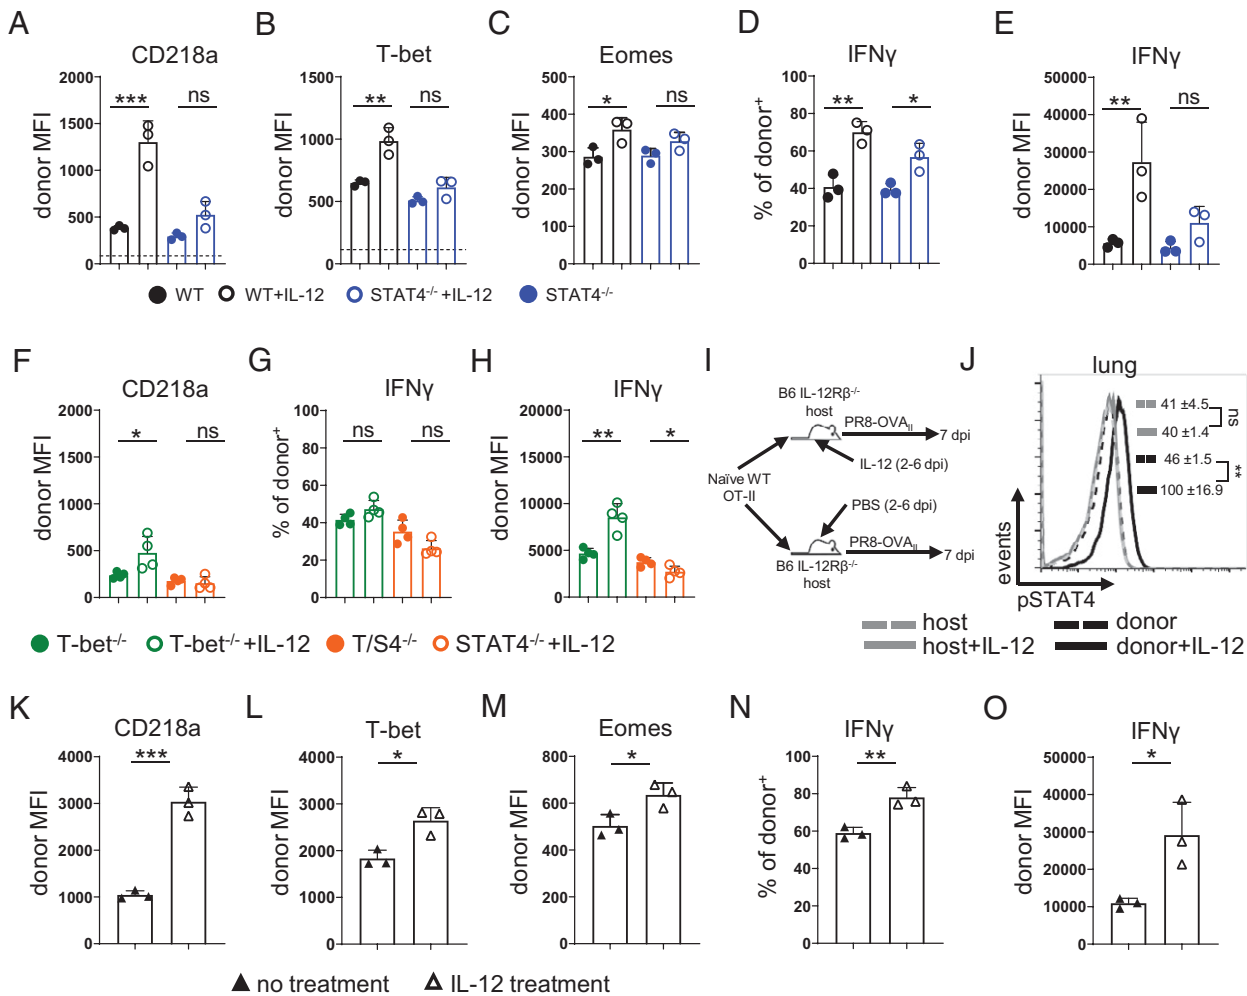 A
CD218a
donor MFI
2000
1500
1000
500
0
***
ns
B
T-bet
donor MFI
1500
1000
500
0
**
ns
C
Eomes
donor MFI
500
400
300
200
100
0
*
ns
D
IFNγ
% of donor+
100
80
60
40
20
0
**
*
E
IFNγ
donor MFI
50000
40000
30000
20000
10000
0
**
ns
WT
WT+IL-12
STAT4-/-+IL-12
STAT4-/-
F
CD218a
donor MFI
2000
1500
1000
500
0
*
ns
G
IFNγ
% of donor+
100
80
60
40
20
0
ns
ns
H
IFNγ
donor MFI
20000
15000
10000
5000
0
**
*
T-bet-/-
T-bet-/-+IL-12
T/S4-/-
STAT4-/-+IL-12
I
B6 IL-12Rβ-/-
host
PR8-OVAII
7 dpi
IL-12 (2-6 dpi)
Naïve WT
OT-II
PBS (2-6 dpi)
PR8-OVAII
7 dpi
B6 IL-12Rβ-/-
host
J
lung
41 ±4.5
40 ±1.4
ns
46 ±1.5
100 ±16.9
**
events
pSTAT4
host
donor
host+IL-12
donor+IL-12
K
CD218a
donor MFI
4000
3000
2000
1000
0
***
L
T-bet
donor MFI
4000
3000
2000
1000
0
*
M
Eomes
donor MFI
800
600
400
200
0
*
N
IFNγ
% of donor+
100
80
60
40
20
0
**
O
IFNγ
donor MFI
50000
40000
30000
20000
10000
0
*
no treatment
IL-12 treatment